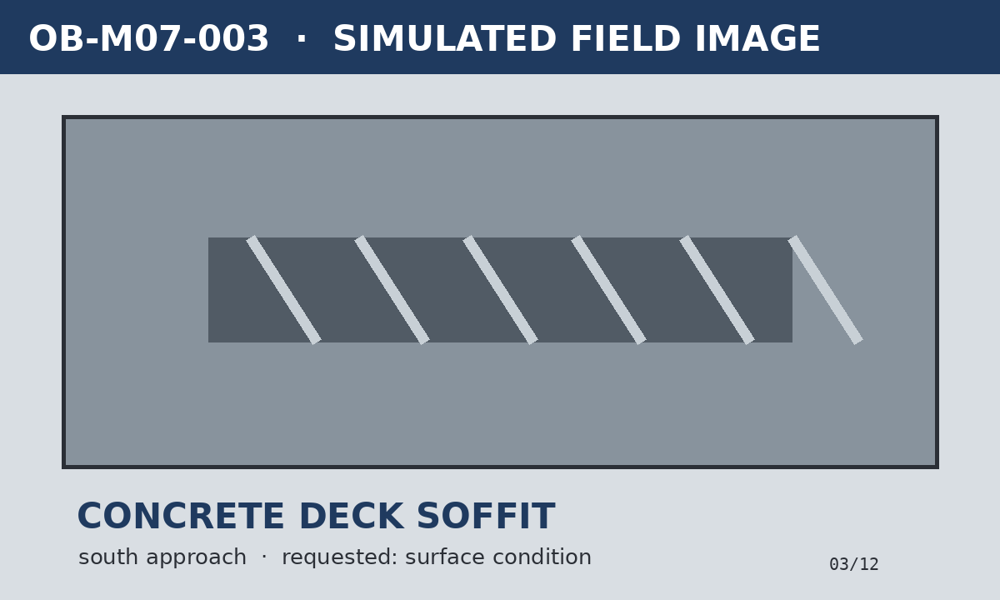 OB-M07-003 · SIMULATED FIELD IMAGE
CONCRETE DECK SOFFIT
south approach · requested: surface condition
03/12